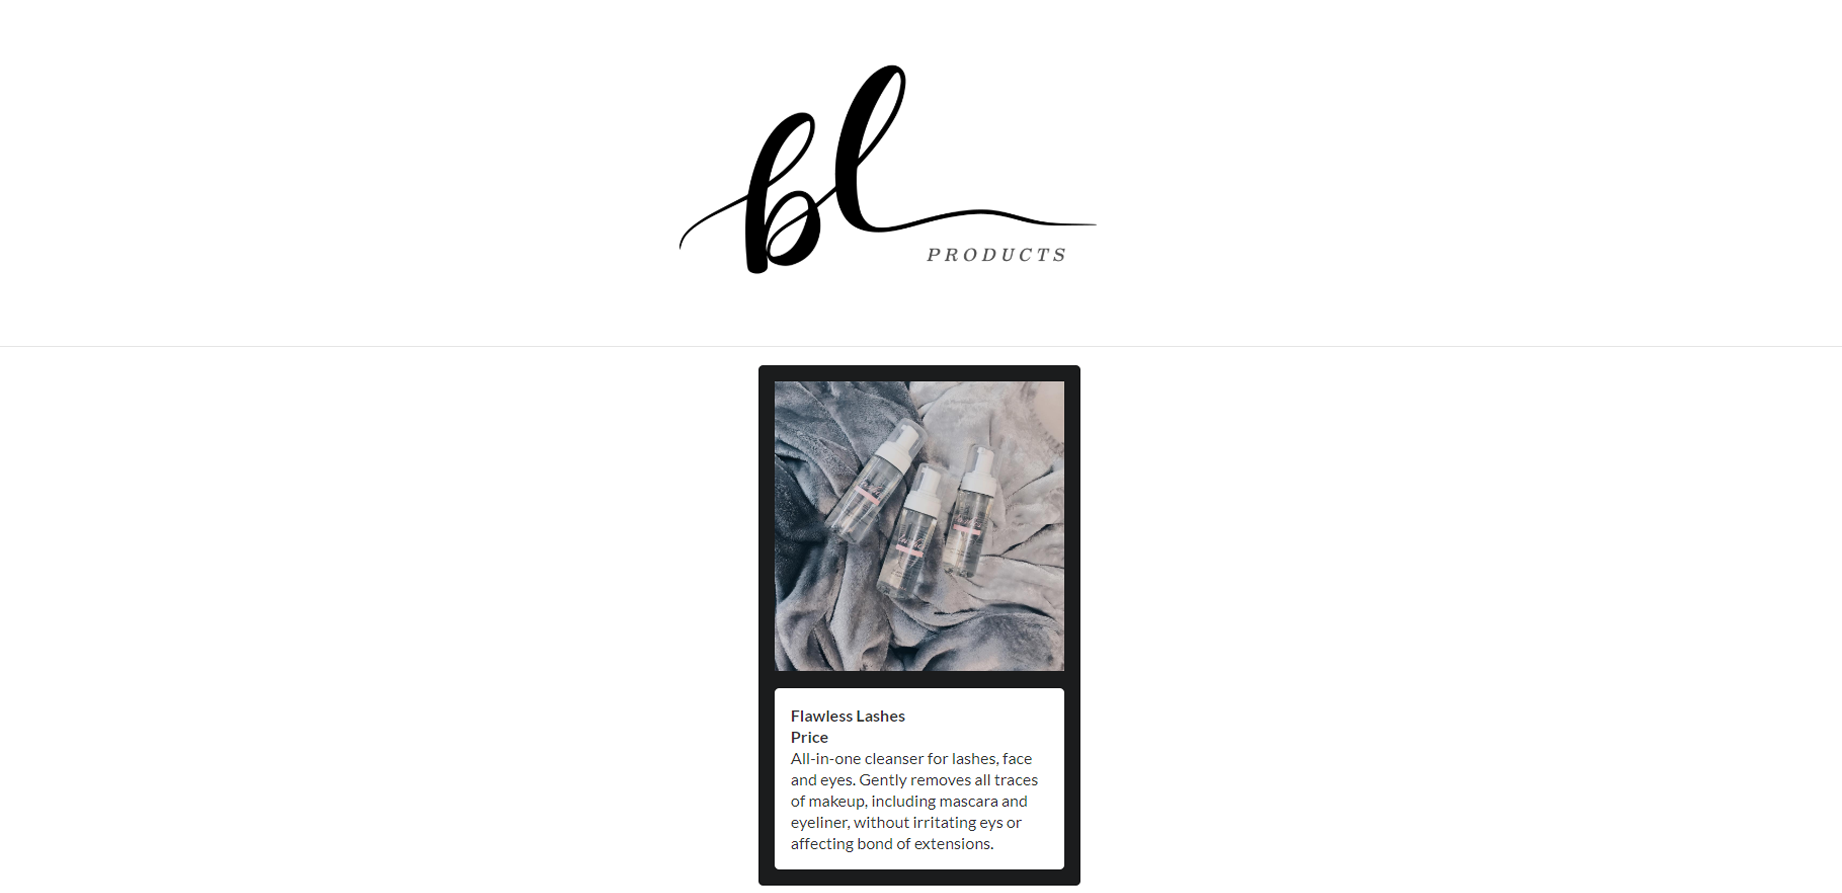 bl
PRODUCTS
Flawless Lashes
Price
All-in-one cleanser for lashes, face
and eyes. Gently removes all traces
of makeup, including mascara and
eyeliner, without irritating eys or
affecting bond of extensions.